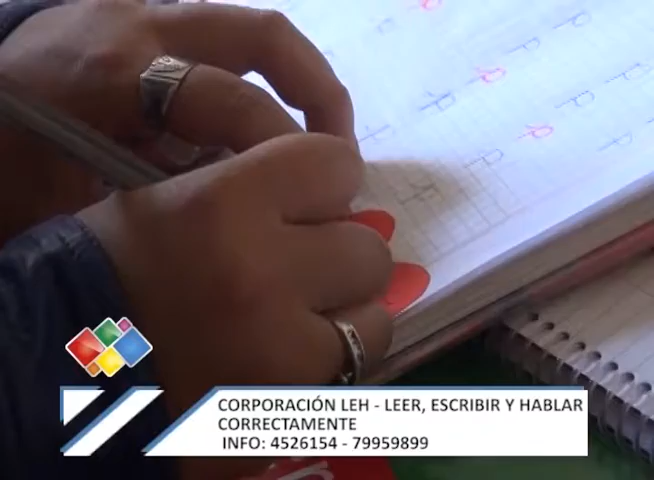 CORPORACIÓN LEH - LEER, ESCRIBIR Y HABLAR
CORRECTAMENTE
INFO: 4526154 - 79959899